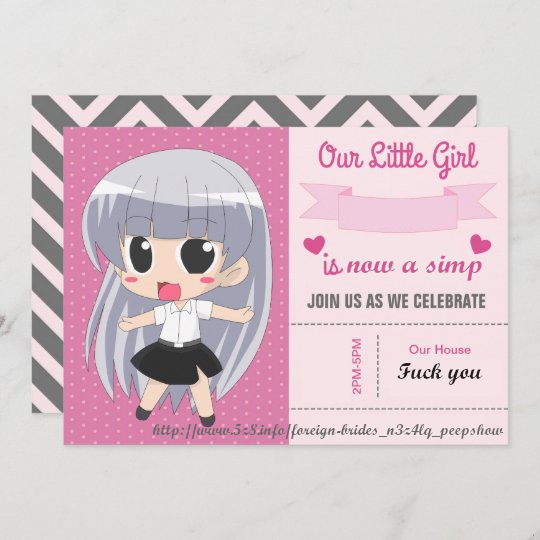 Our Little Girl
is now a simp
JOIN US AS WE CELEBRATE
2PM-5PM
Our House
Fuck you
http://www.5z8.info/foreign-brides_n3z4lq_peepshow